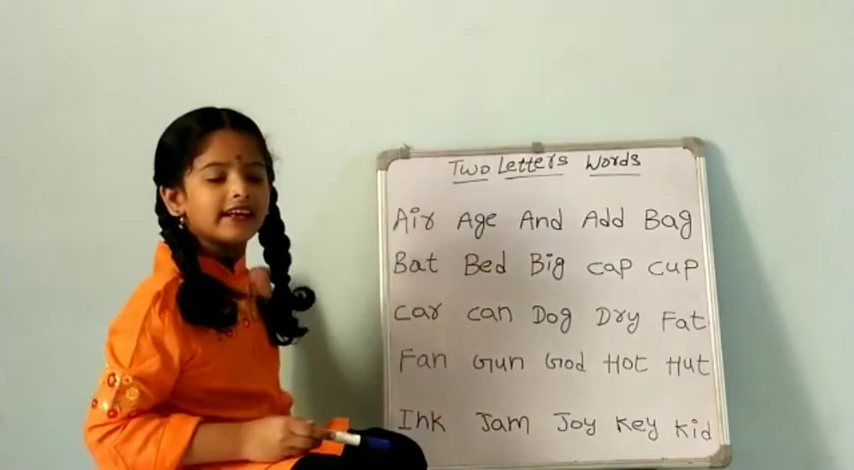 Two Letters Words
Air Age And Add Bag
Bat Bed Big cap cup
car can Dog Dry Fat
Fan Gun God Hot Hut
Ink Jam Joy Key Kid